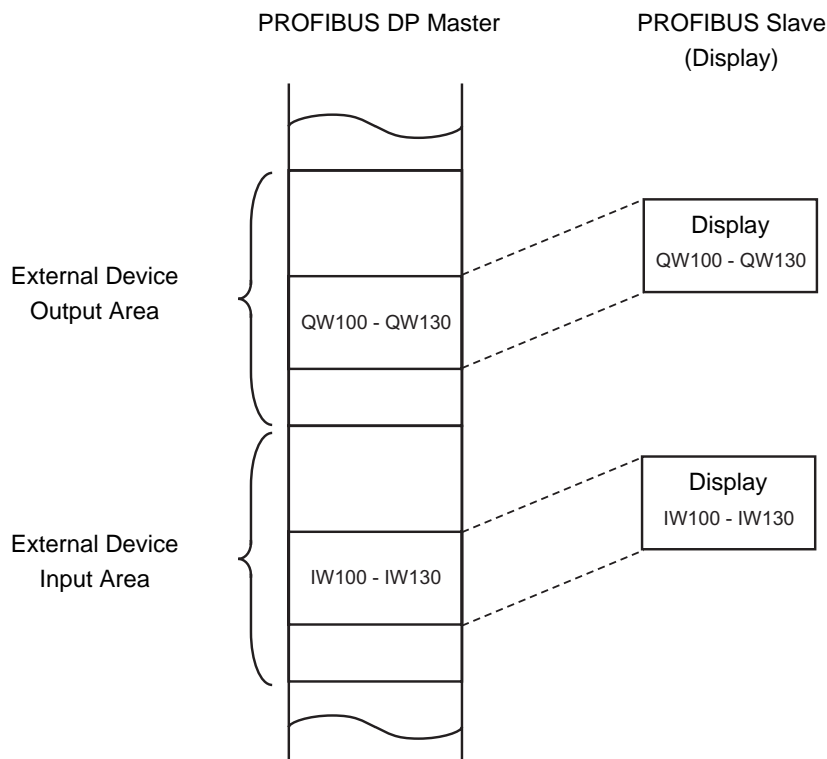 PROFIBUS DP Master
PROFIBUS Slave
(Display)
External Device
Output Area
QW100 - QW130
Display
QW100 - QW130
External Device
Input Area
IW100 - IW130
Display
IW100 - IW130